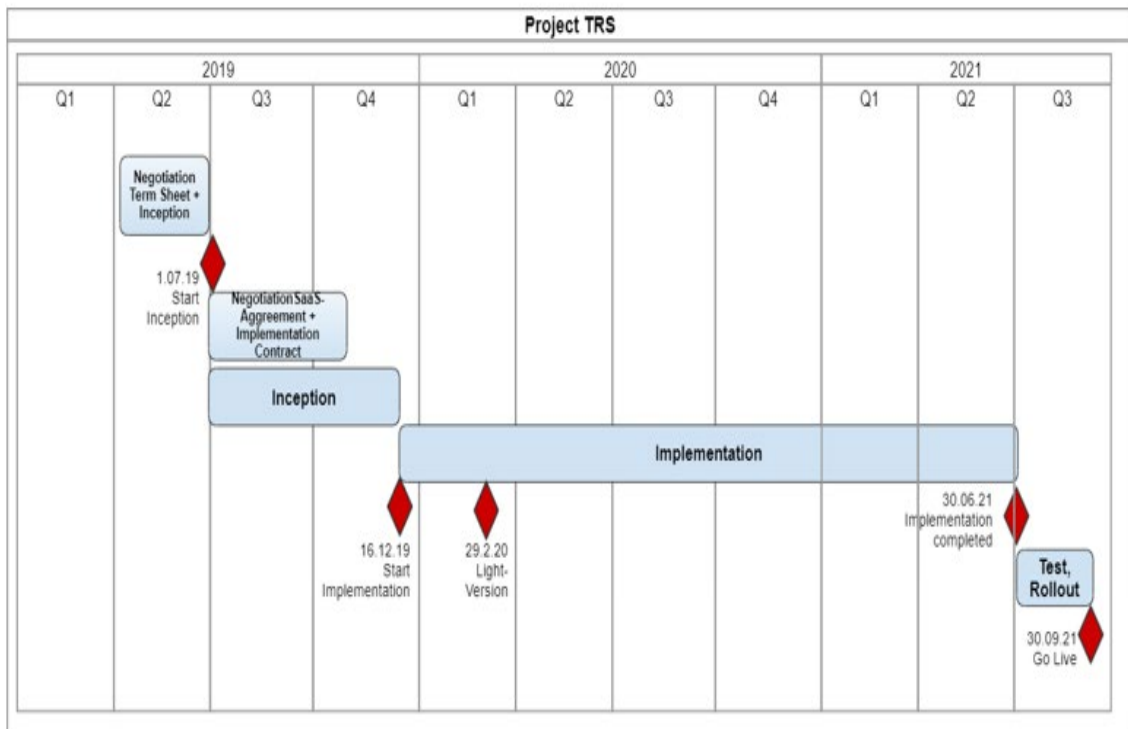 Project TRS
2019
2020
2021
Q1
Q2
Q3
Q4
Q1
Q2
Q3
Q4
Q1
Q2
Q3
Negotiation
Term Sheet +
Inception
1.07.19
Start
Inception
Negotiation SaaS-
Aggreement +
Implementation
Contract
Inception
Implementation
16.12.19
Start
Implementation
29.2.20
Light-
Version
30.06.21
Implementation
completed
Test,
Rollout
30.09.21
Go Live